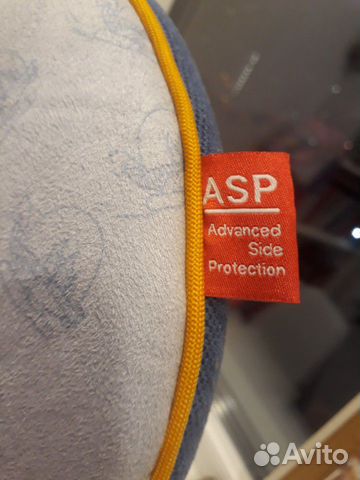 ASP
Advanced
Side
Protection
Avito